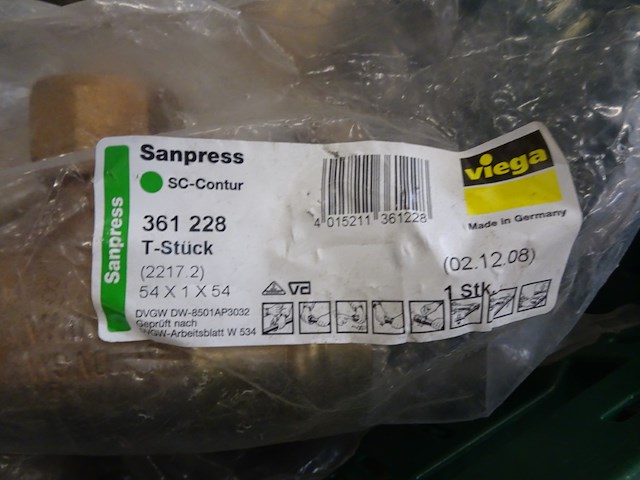 Sanpress
Sanpress
SC-Contur
361 228
T-Stück
(2217.2)
54 X 1 X 54
DVGW DW-8501AP3032
Geprüft nach
DVGW-Arbeitsblatt W 534
4 015211 361228
viega
Made in Germany
(02.12.08)
1 Stk.